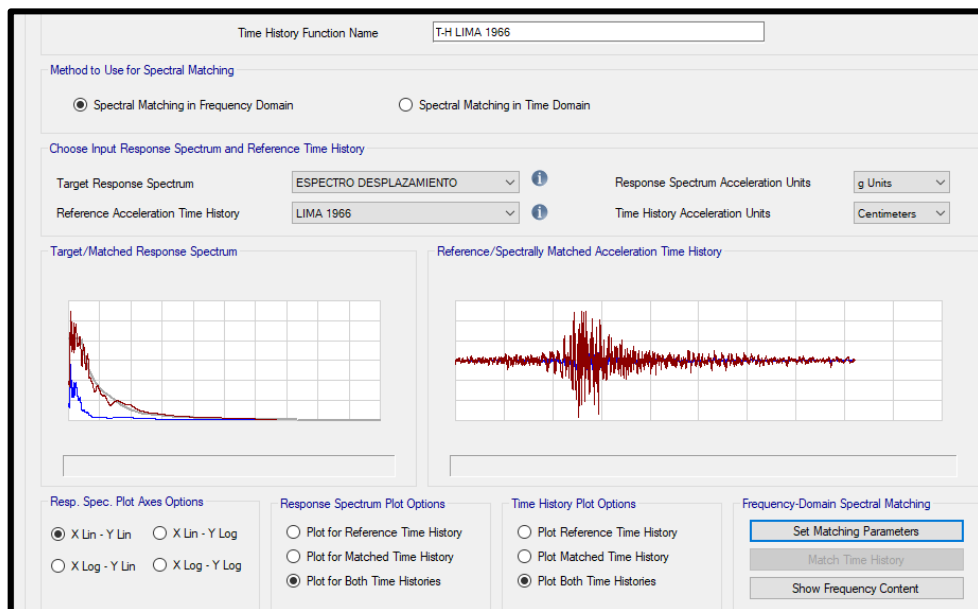 Time History Function Name T-H LIMA 1966
Method to Use for Spectral Matching
Spectral Matching in Frequency Domain Spectral Matching in Time Domain
Choose Input Response Spectrum and Reference Time History
Target Response Spectrum ESPECTRO DESPLAZAMIENTO Response Spectrum Acceleration Units g Units
Reference Acceleration Time History LIMA 1966 Time History Acceleration Units Centimeters
Target/Matched Response Spectrum Reference/Spectrally Matched Acceleration Time History
Resp. Spec. Plot Axes Options
X Lin - Y Lin X Lin - Y Log
X Log - Y Lin X Log - Y Log
Response Spectrum Plot Options
Plot for Reference Time History
Plot for Matched Time History
Plot for Both Time Histories
Time History Plot Options
Plot Reference Time History
Plot Matched Time History
Plot Both Time Histories
Frequency-Domain Spectral Matching
Set Matching Parameters
Match Time History
Show Frequency Content